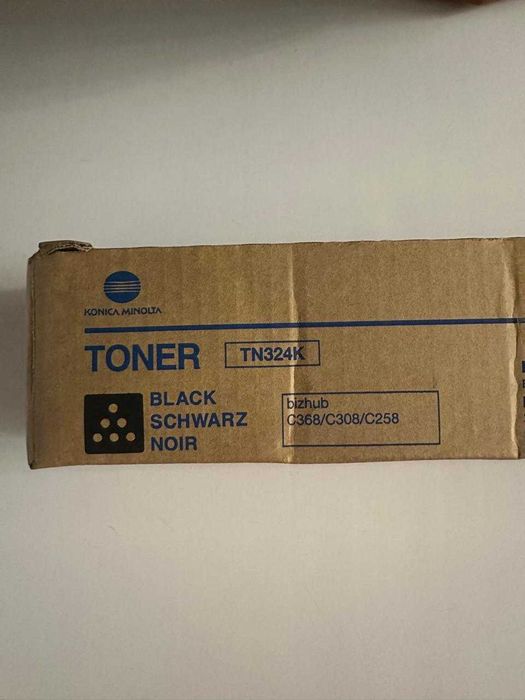 KONICA MINOLTA
TONER TN324K
BLACK
SCHWARZ
NOIR
bizhub
C368/C308/C258